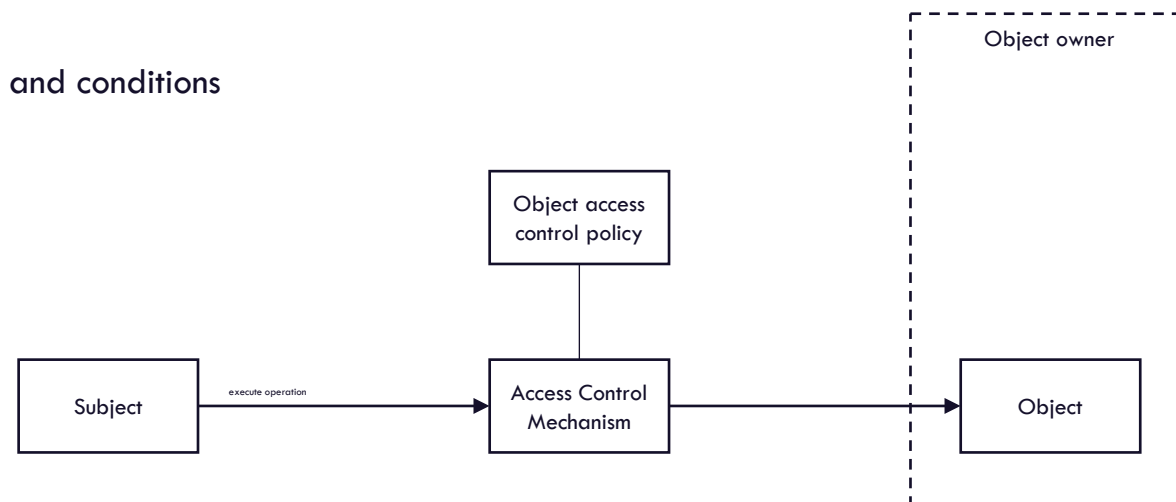 Object owner
and conditions
Object access
control policy
Subject
execute operation
Access Control
Mechanism
Object